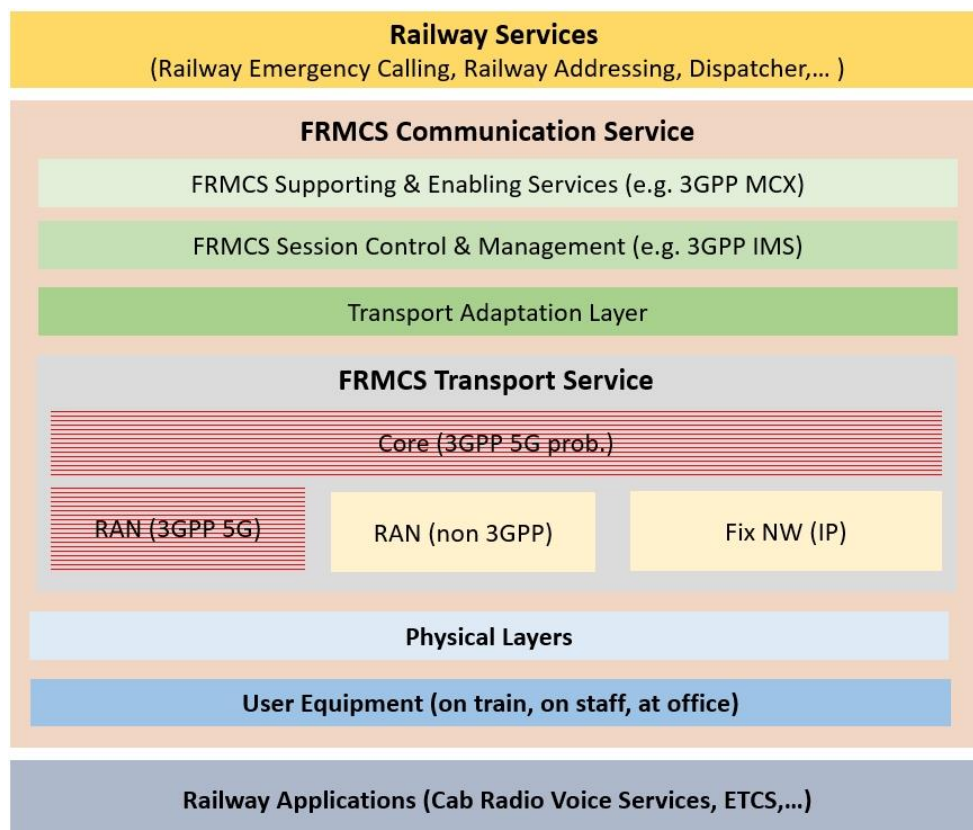 Railway Services
(Railway Emergency Calling, Railway Addressing, Dispatcher,... )
FRMCS Communication Service
FRMCS Supporting & Enabling Services (e.g. 3GPP MCX)
FRMCS Session Control & Management (e.g. 3GPP IMS)
Transport Adaptation Layer
FRMCS Transport Service
Core (3GPP 5G prob.)
RAN (3GPP 5G)
RAN (non 3GPP)
Fix NW (IP)
Physical Layers
User Equipment (on train, on staff, at office)
Railway Applications (Cab Radio Voice Services, ETCS,...)